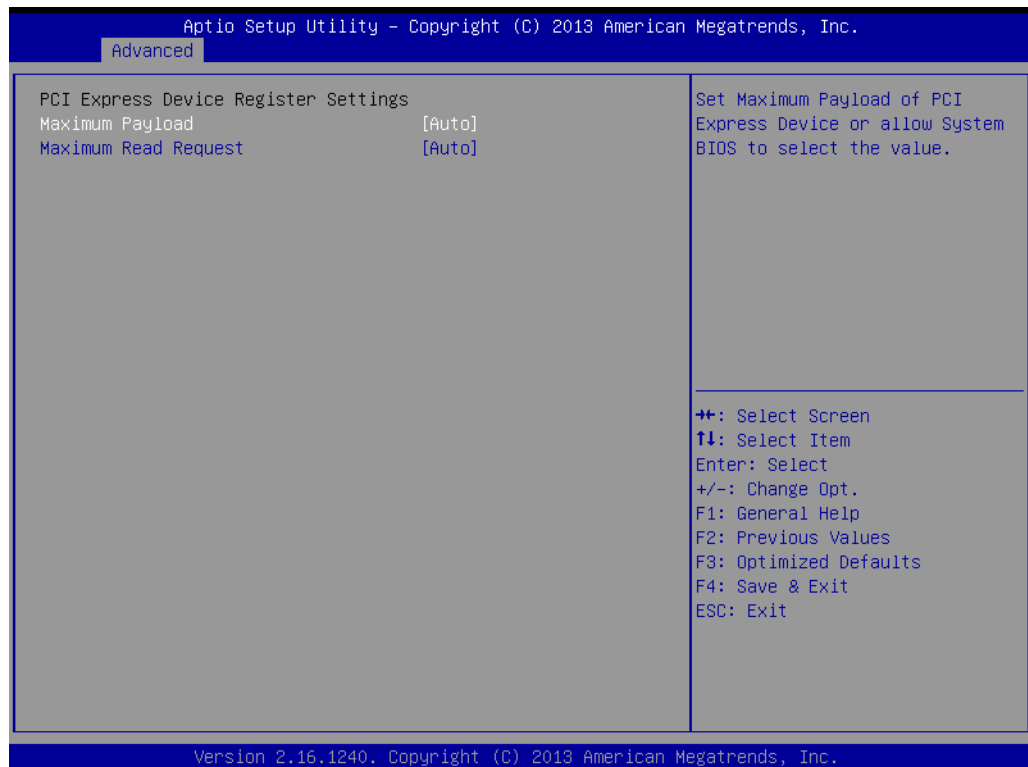 Aptio Setup Utility – Copyright (C) 2013 American Megatrends, Inc.
Advanced
PCI Express Device Register Settings
Maximum Payload [Auto]
Maximum Read Request [Auto]
Set Maximum Payload of PCI
Express Device or allow System
BIOS to select the value.
→←: Select Screen
↑↓: Select Item
Enter: Select
+/-: Change Opt.
F1: General Help
F2: Previous Values
F3: Optimized Defaults
F4: Save & Exit
ESC: Exit
Version 2.16.1240. Copyright (C) 2013 American Megatrends, Inc.